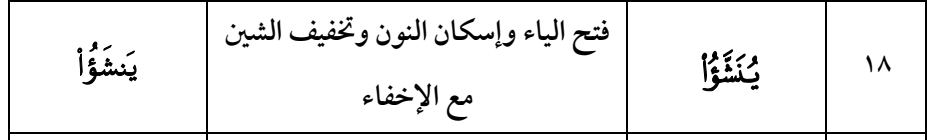 ١٨ يُنَشَّؤُاْ فتح الياء وإسكان النون وتخفيف الشين يَنشَؤُاْ
مع الإخفاء